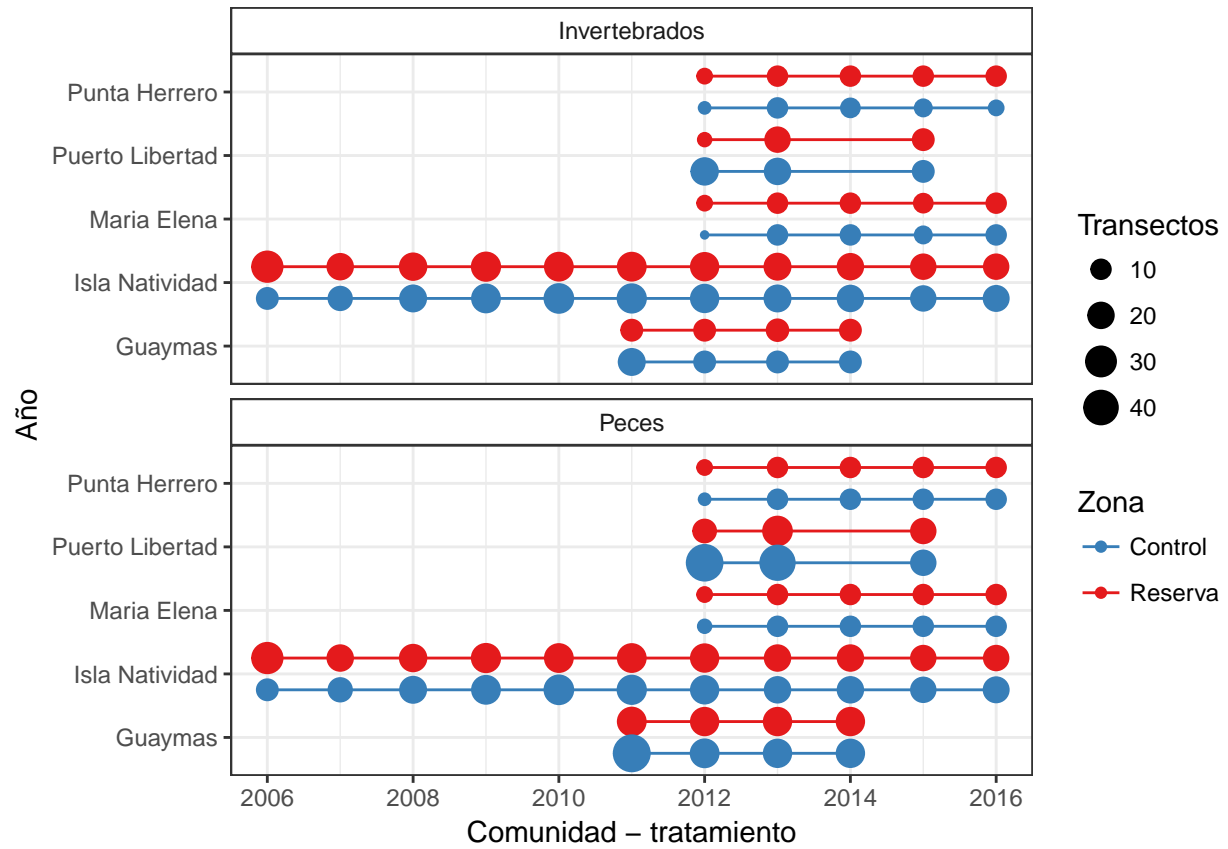 Invertebrados
Punta Herrero
Puerto Libertad
Maria Elena
Isla Natividad
Guaymas
Peces
Punta Herrero
Puerto Libertad
Maria Elena
Isla Natividad
Guaymas
2006 2008 2010 2012 2014 2016
Comunidad − tratamiento
Año
Transectos
10
20
30
40
Zona
Control
Reserva